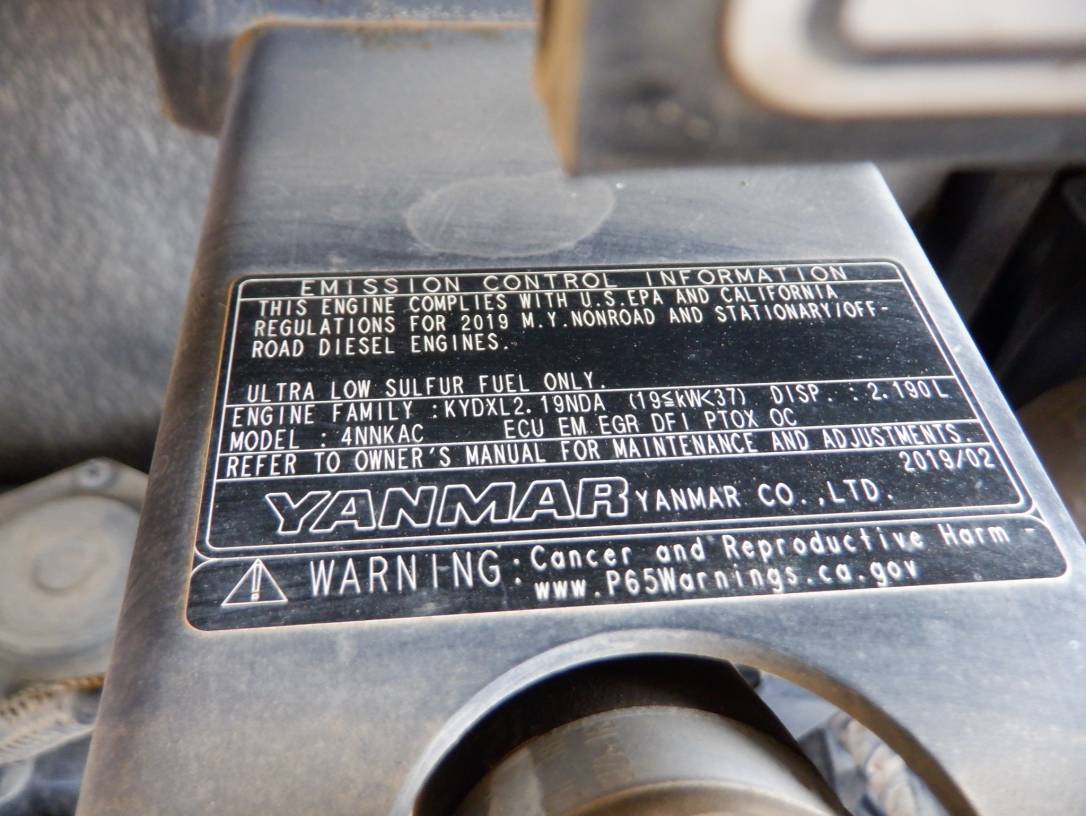 EMISSION CONTROL INFORMATION
THIS ENGINE COMPLIES WITH U.S.EPA AND CALIFORNIA
REGULATIONS FOR 2019 M.Y.NONROAD AND STATIONARY/OFF-
ROAD DIESEL ENGINES.
ULTRA LOW SULFUR FUEL ONLY.
ENGINE FAMILY :KYDXL2.19NDA (19≦kW<37) DISP. : 2.190L
MODEL : 4NNKAC ECU EM EGR DFI PTOX OC
REFER TO OWNER'S MANUAL FOR MAINTENANCE AND ADJUSTMENTS.
2019/02
YANMAR YANMAR CO.,LTD.
WARNING:Cancer and Reproductive Harm -
www.P65Warnings.ca.gov